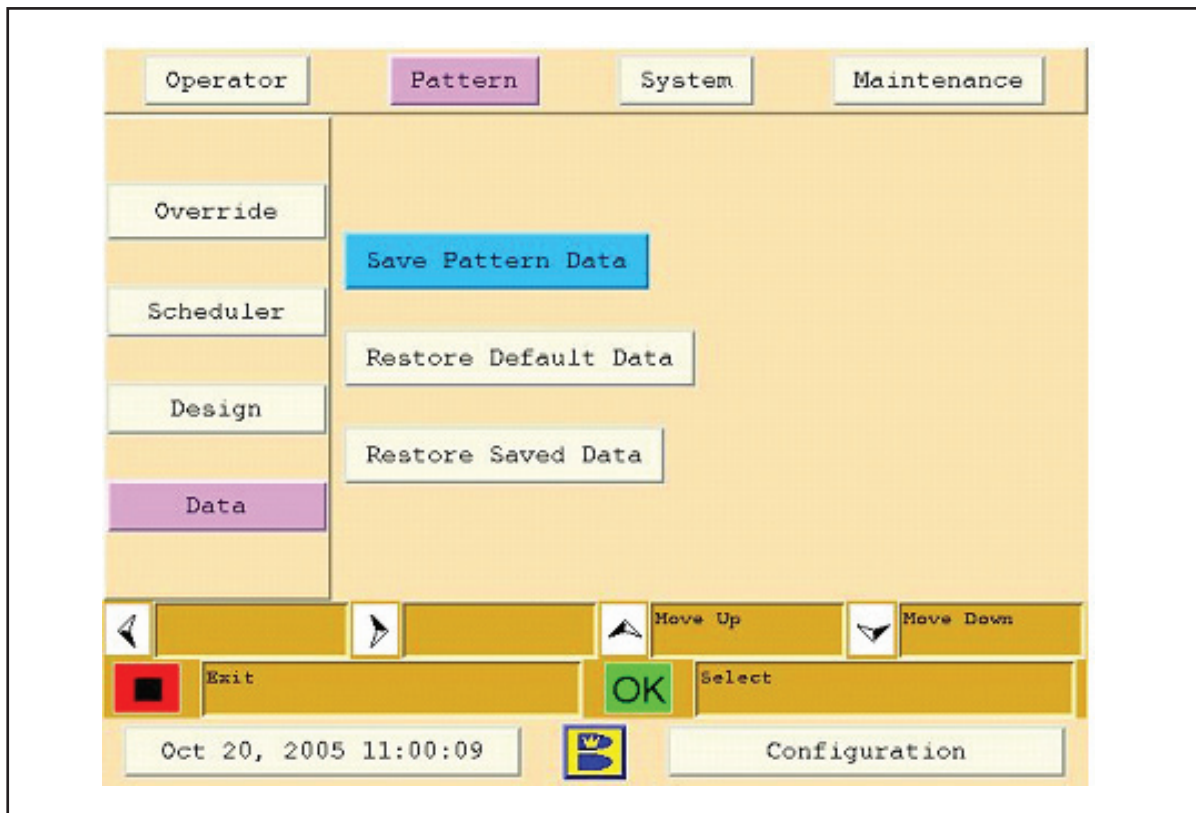 Operator Pattern System Maintenance
Override
Scheduler
Design
Data
Save Pattern Data
Restore Default Data
Restore Saved Data
Move Up Move Down
Exit OK Select
Oct 20, 2005 11:00:09 Configuration